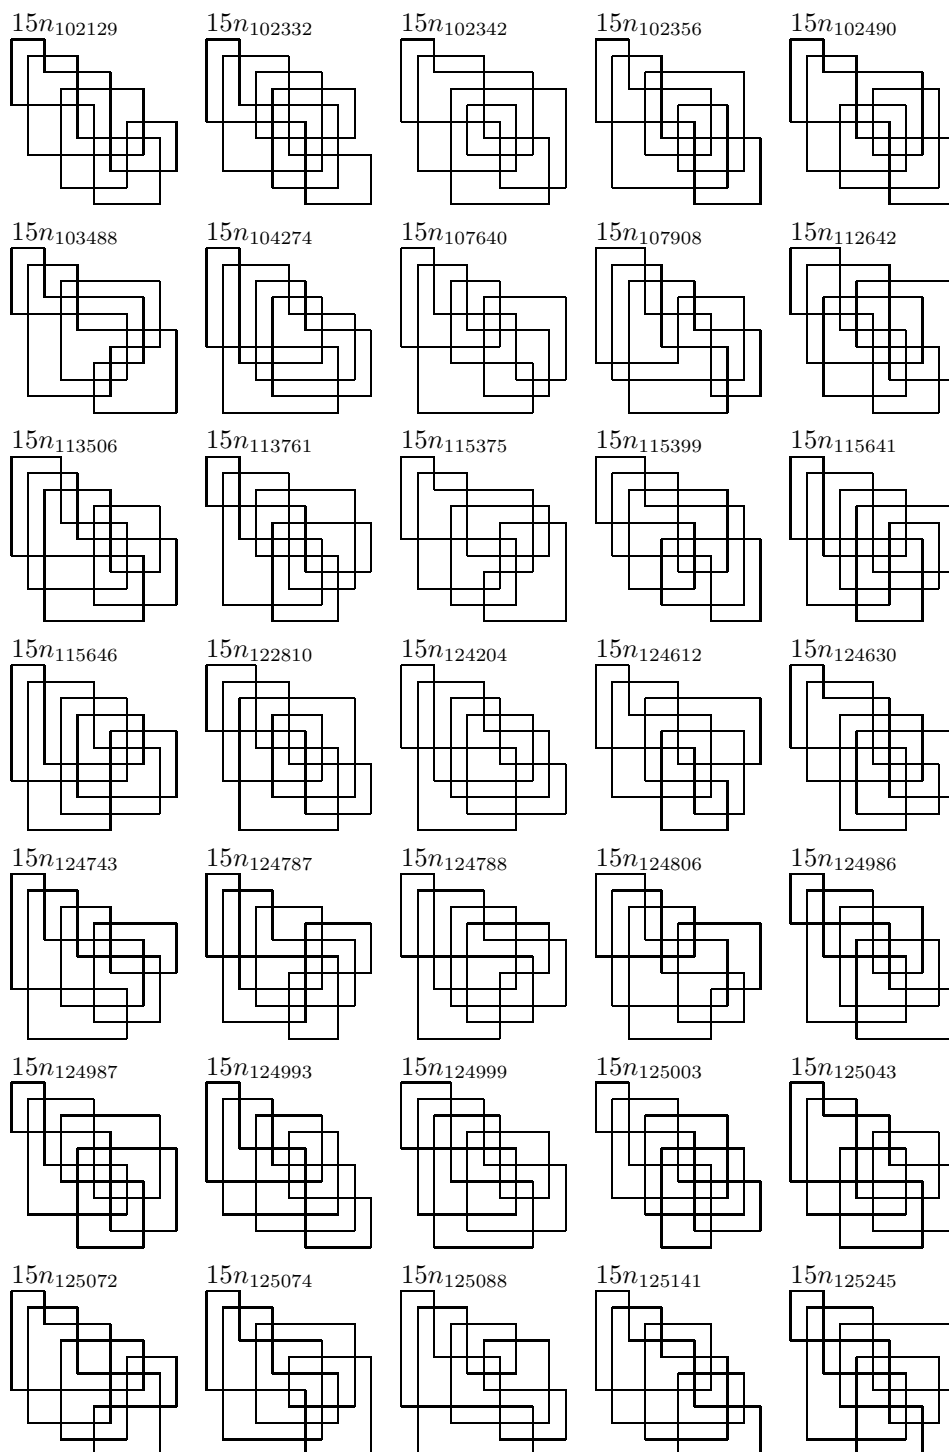 15n₁₀₂₁₂₉ 15n₁₀₂₃₃₂ 15n₁₀₂₃₄₂ 15n₁₀₂₃₅₆ 15n₁₀₂₄₉₀
15n₁₀₃₄₈₈ 15n₁₀₄₂₇₄ 15n₁₀₇₆₄₀ 15n₁₀₇₉₀₈ 15n₁₁₂₆₄₂
15n₁₁₃₅₀₆ 15n₁₁₃₇₆₁ 15n₁₁₅₃₇₅ 15n₁₁₅₃₉₉ 15n₁₁₅₆₄₁
15n₁₁₅₆₄₆ 15n₁₂₂₈₁₀ 15n₁₂₄₂₀₄ 15n₁₂₄₆₁₂ 15n₁₂₄₆₃₀
15n₁₂₄₇₄₃ 15n₁₂₄₇₈₇ 15n₁₂₄₇₈₈ 15n₁₂₄₈₀₆ 15n₁₂₄₉₈₆
15n₁₂₄₉₈₇ 15n₁₂₄₉₉₃ 15n₁₂₄₉₉₉ 15n₁₂₅₀₀₃ 15n₁₂₅₀₄₃
15n₁₂₅₀₇₂ 15n₁₂₅₀₇₄ 15n₁₂₅₀₈₈ 15n₁₂₅₁₄₁ 15n₁₂₅₂₄₅